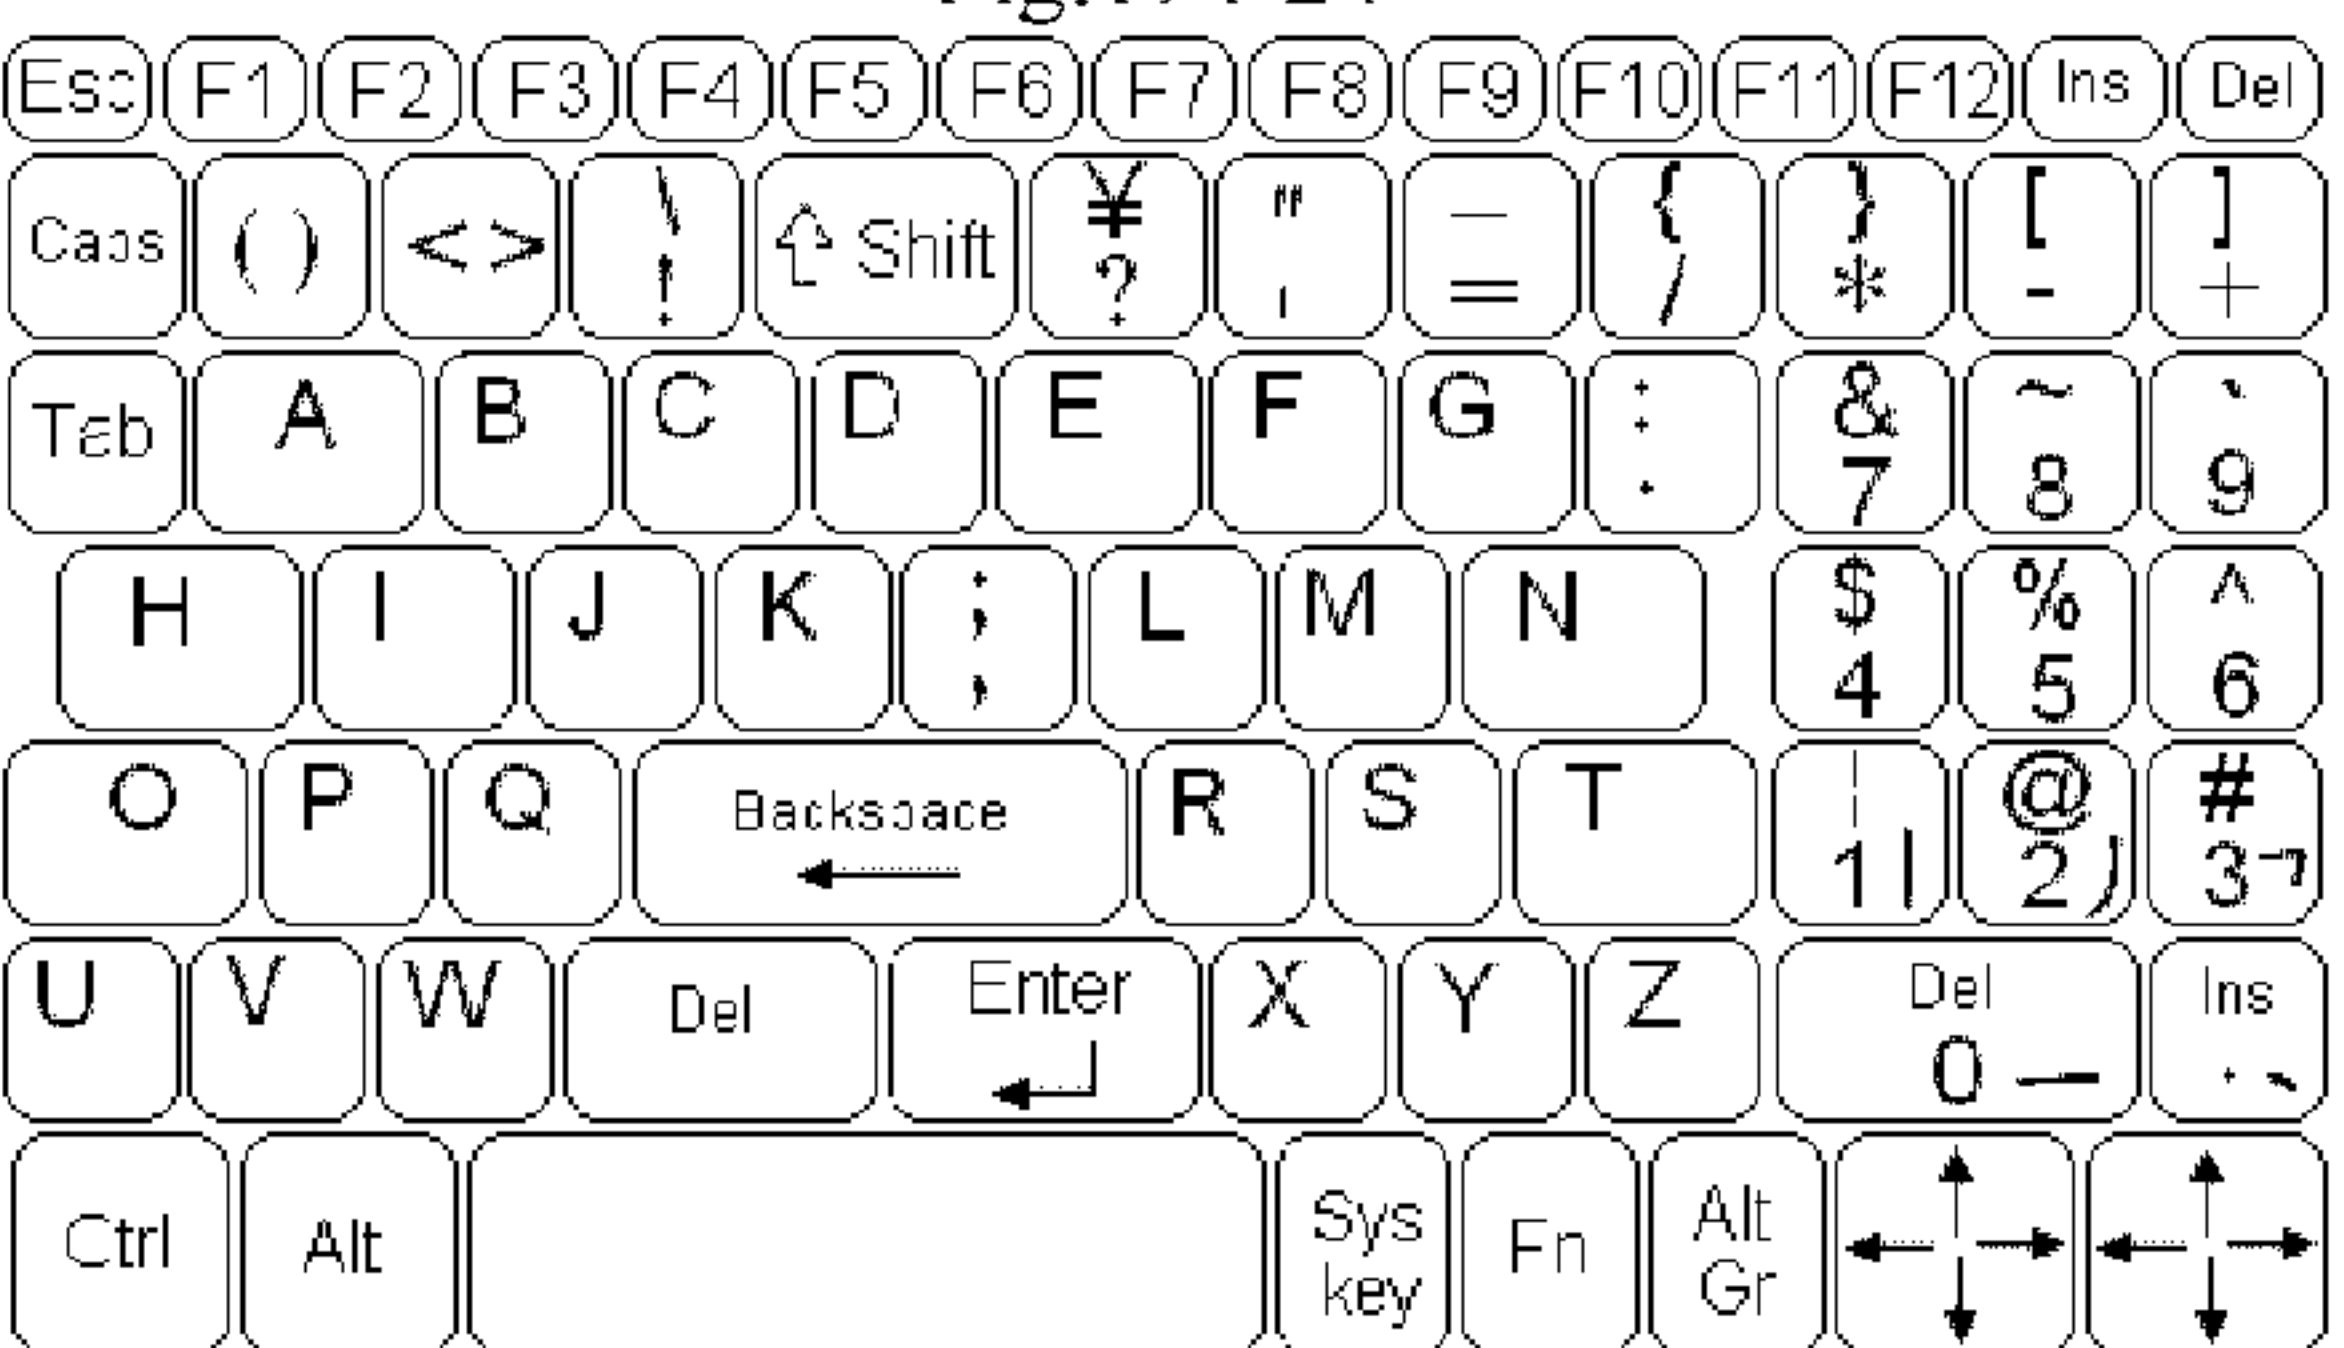 Esc F1 F2 F3 F4 F5 F6 F7 F8 F9 F10 F11 F12 Ins Del
Caps ( ) < > \ ! Shift ¥ ? " ' _ = { / } * [ - ] +
Tab A B C D E F G : . & 7 ~ 8 ` 9
H I J K ; , L M N $ 4 % 5 ^ 6
O P Q Backspace R S T | 1 @ 2 # 3
U V W Del Enter X Y Z Del 0 Ins .
Ctrl Alt Sys key Fn Alt Gr